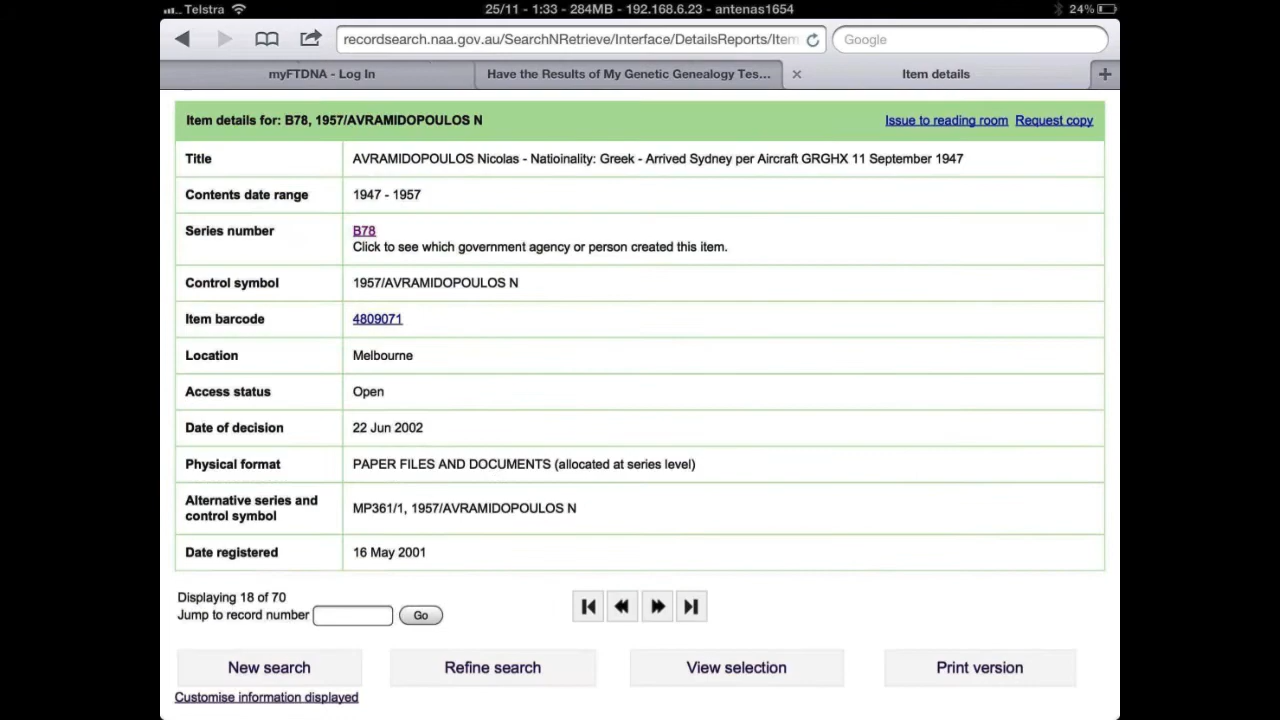 Telstra 25/11 - 1:33 - 284MB - 192.168.6.23 - antenas1654 24%
recordsearch.naa.gov.au/SearchNRetrieve/Interface/DetailsReports/Item Google
myFTDNA - Log In Have the Results of My Genetic Genealogy Tes... Item details
Item details for: B78, 1957/AVRAMIDOPOULOS N Issue to reading room Request copy
Title AVRAMIDOPOULOS Nicolas - Natioinality: Greek - Arrived Sydney per Aircraft GRGHX 11 September 1947
Contents date range 1947 - 1957
Series number B78
Click to see which government agency or person created this item.
Control symbol 1957/AVRAMIDOPOULOS N
Item barcode 4809071
Location Melbourne
Access status Open
Date of decision 22 Jun 2002
Physical format PAPER FILES AND DOCUMENTS (allocated at series level)
Alternative series and
control symbol MP361/1, 1957/AVRAMIDOPOULOS N
Date registered 16 May 2001
Displaying 18 of 70
Jump to record number Go
New search Refine search View selection Print version
Customise information displayed